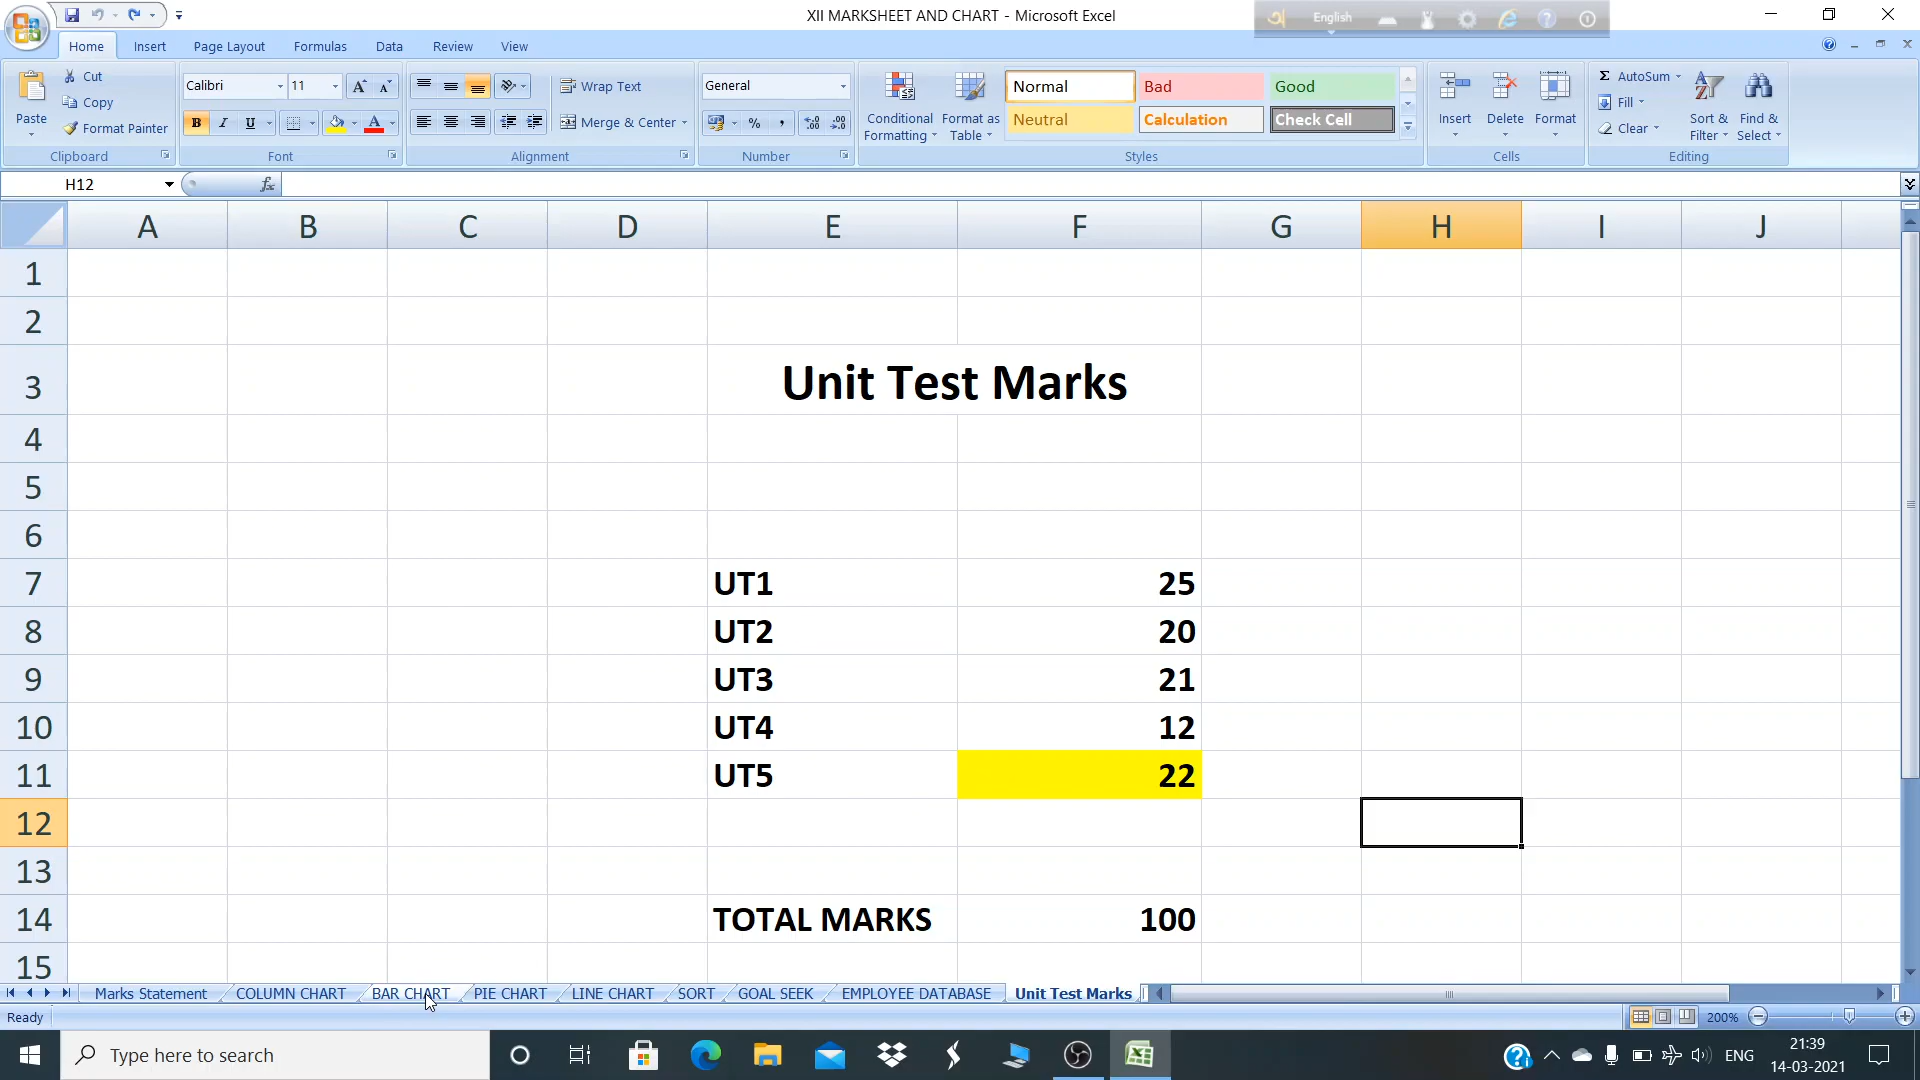 XII MARKSHEET AND CHART - Microsoft Excel
English
Home Insert Page Layout Formulas Data Review View
Paste
Cut
Copy
Format Painter
Clipboard
Calibri 11
B I U
Font
Wrap Text
Merge & Center
Alignment
General
%
Number
Conditional Formatting
Format as Table
Normal Bad Good
Neutral Calculation Check Cell
Styles
Insert Delete Format
Cells
Σ AutoSum
Fill
Clear
Sort & Filter
Find & Select
Editing
H12 fx
A B C D E F G H I J
1
2
3 Unit Test Marks
4
5
6
7 UT1 25
8 UT2 20
9 UT3 21
10 UT4 12
11 UT5 22
12
13
14 TOTAL MARKS 100
15
Marks Statement COLUMN CHART BAR CHART PIE CHART LINE CHART SORT GOAL SEEK EMPLOYEE DATABASE Unit Test Marks
Ready 200%
Type here to search
ENG
21:39
14-03-2021